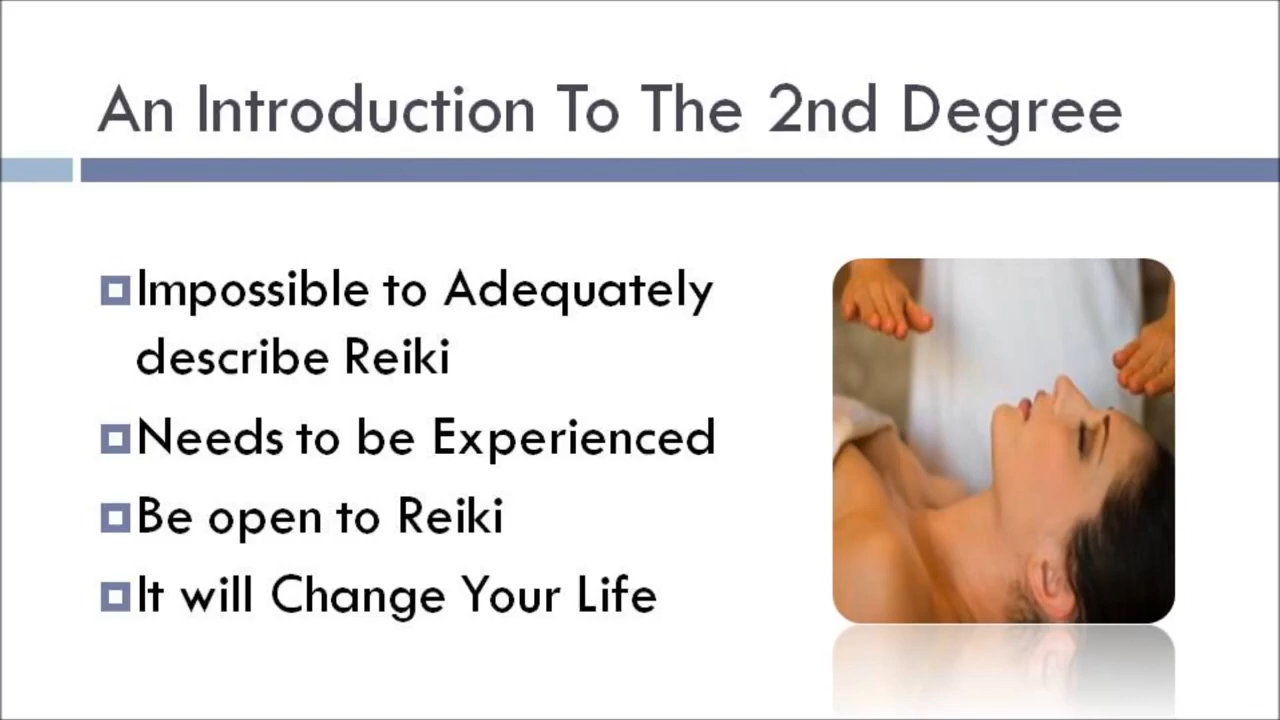 An Introduction To The 2nd Degree
Impossible to Adequately
describe Reiki
Needs to be Experienced
Be open to Reiki
It will Change Your Life